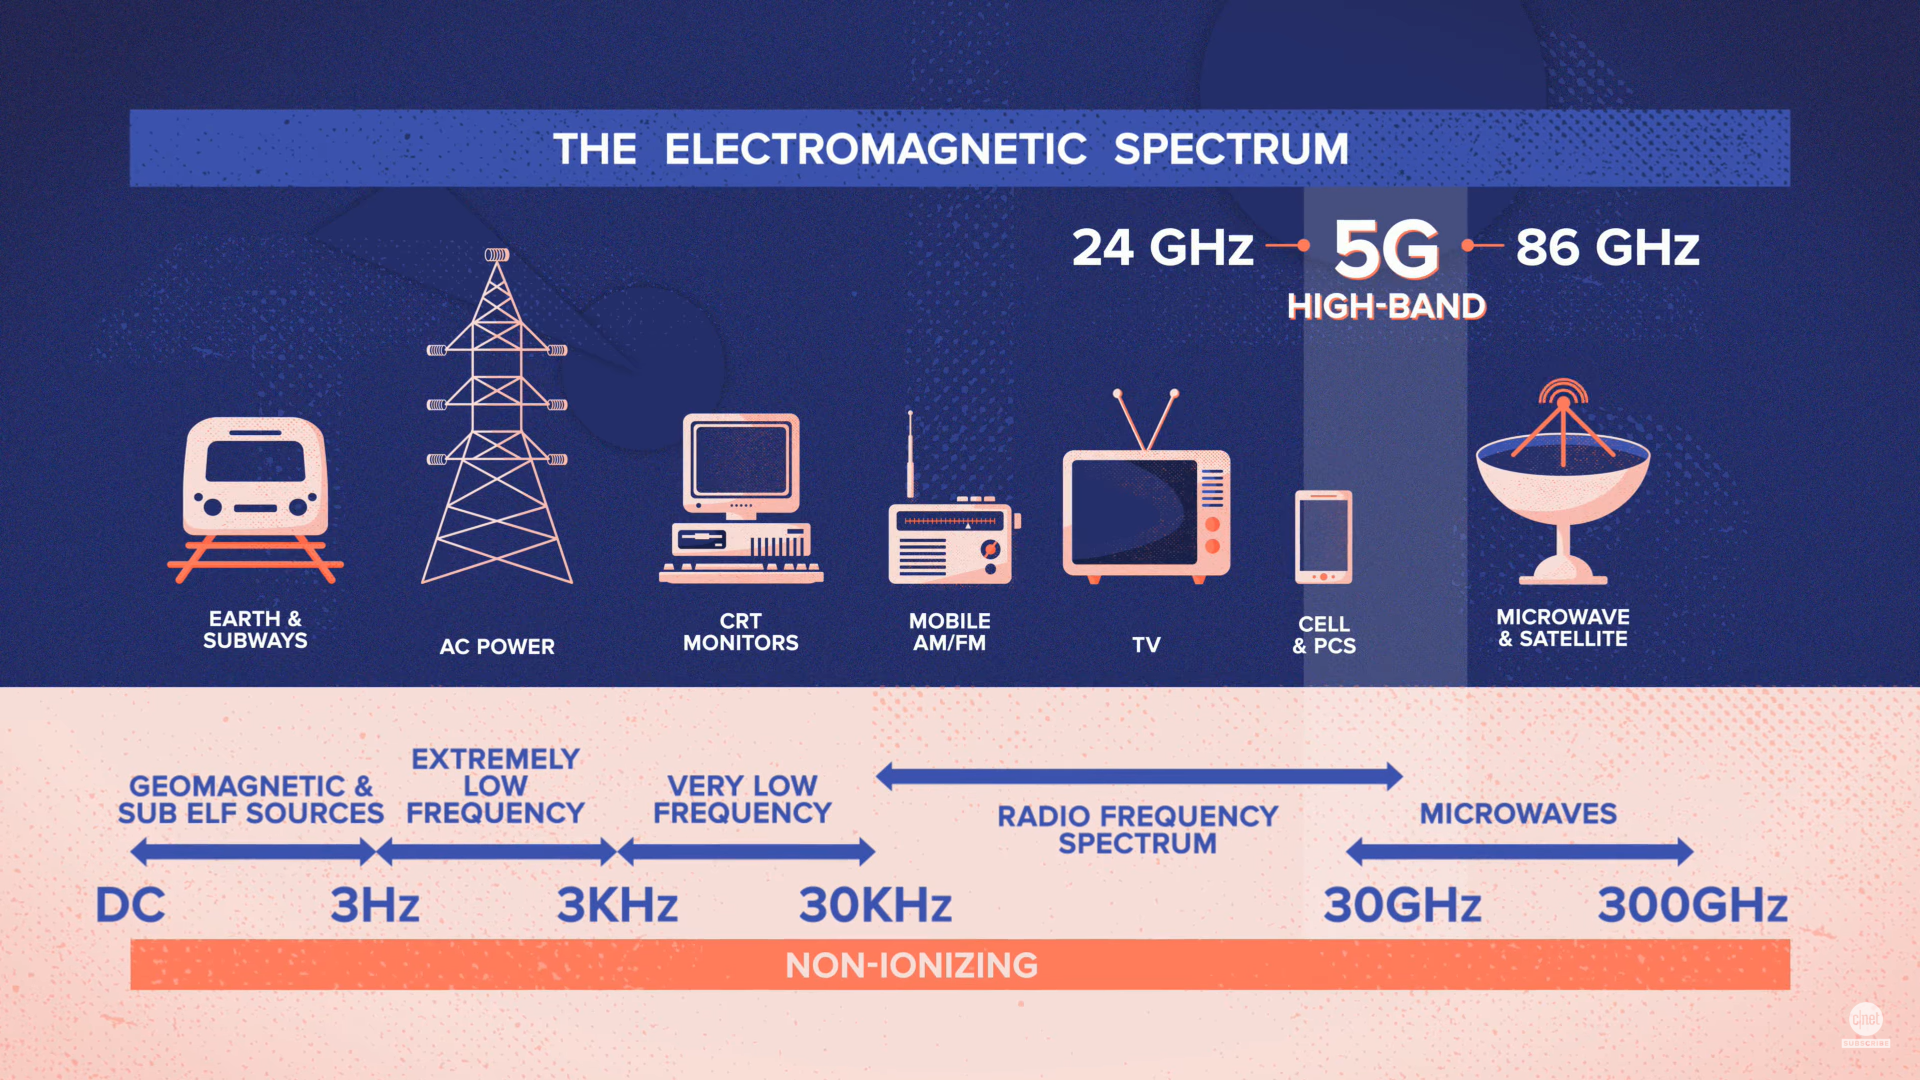 THE ELECTROMAGNETIC SPECTRUM
24 GHz
5G
86 GHz
HIGH-BAND
EARTH &
SUBWAYS
AC POWER
CRT
MONITORS
MOBILE
AM/FM
TV
CELL
& PCS
MICROWAVE
& SATELLITE
GEOMAGNETIC &
SUB ELF SOURCES
EXTREMELY
LOW
FREQUENCY
VERY LOW
FREQUENCY
RADIO FREQUENCY
SPECTRUM
MICROWAVES
DC
3Hz
3KHz
30KHz
30GHz
300GHz
NON-IONIZING
c|net
SUBSCRIBE